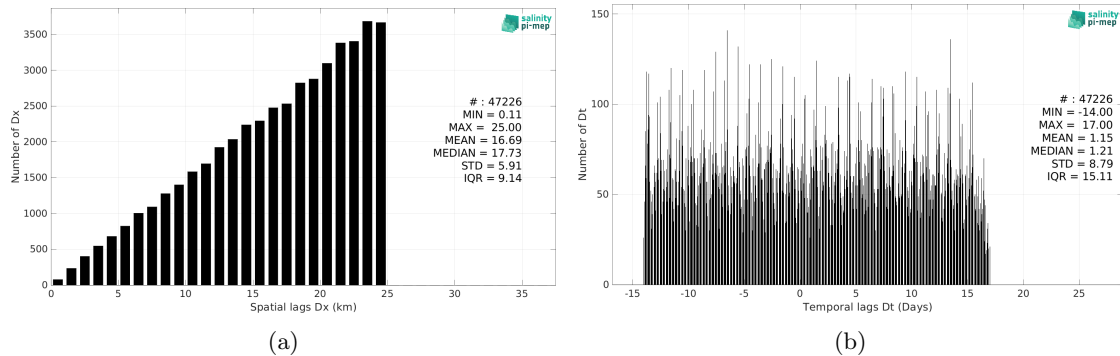 salinity
pi-mep
3500
3000
2500
2000
1500
1000
500
0
Number of Dx
# : 47226
MIN = 0.11
MAX = 25.00
MEAN = 16.69
MEDIAN = 17.73
STD = 5.91
IQR = 9.14
0 5 10 15 20 25 30 35
Spatial lags Dx (km)
(a)
salinity
pi-mep
150
100
50
0
Number of Dt
# : 47226
MIN = -14.00
MAX = 17.00
MEAN = 1.15
MEDIAN = 1.21
STD = 8.79
IQR = 15.11
-15 -10 -5 0 5 10 15 20 25
Temporal lags Dt (Days)
(b)